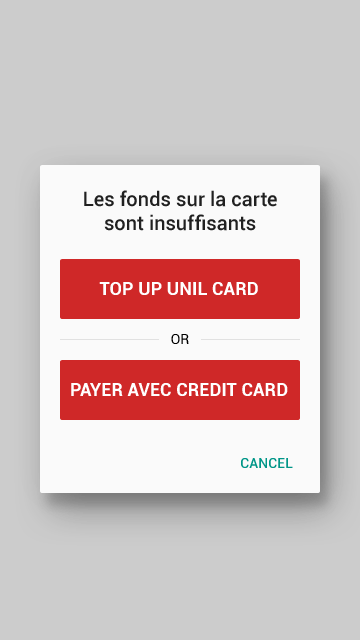 Les fonds sur la carte
sont insuffisants
TOP UP UNIL CARD
OR
PAYER AVEC CREDIT CARD
CANCEL